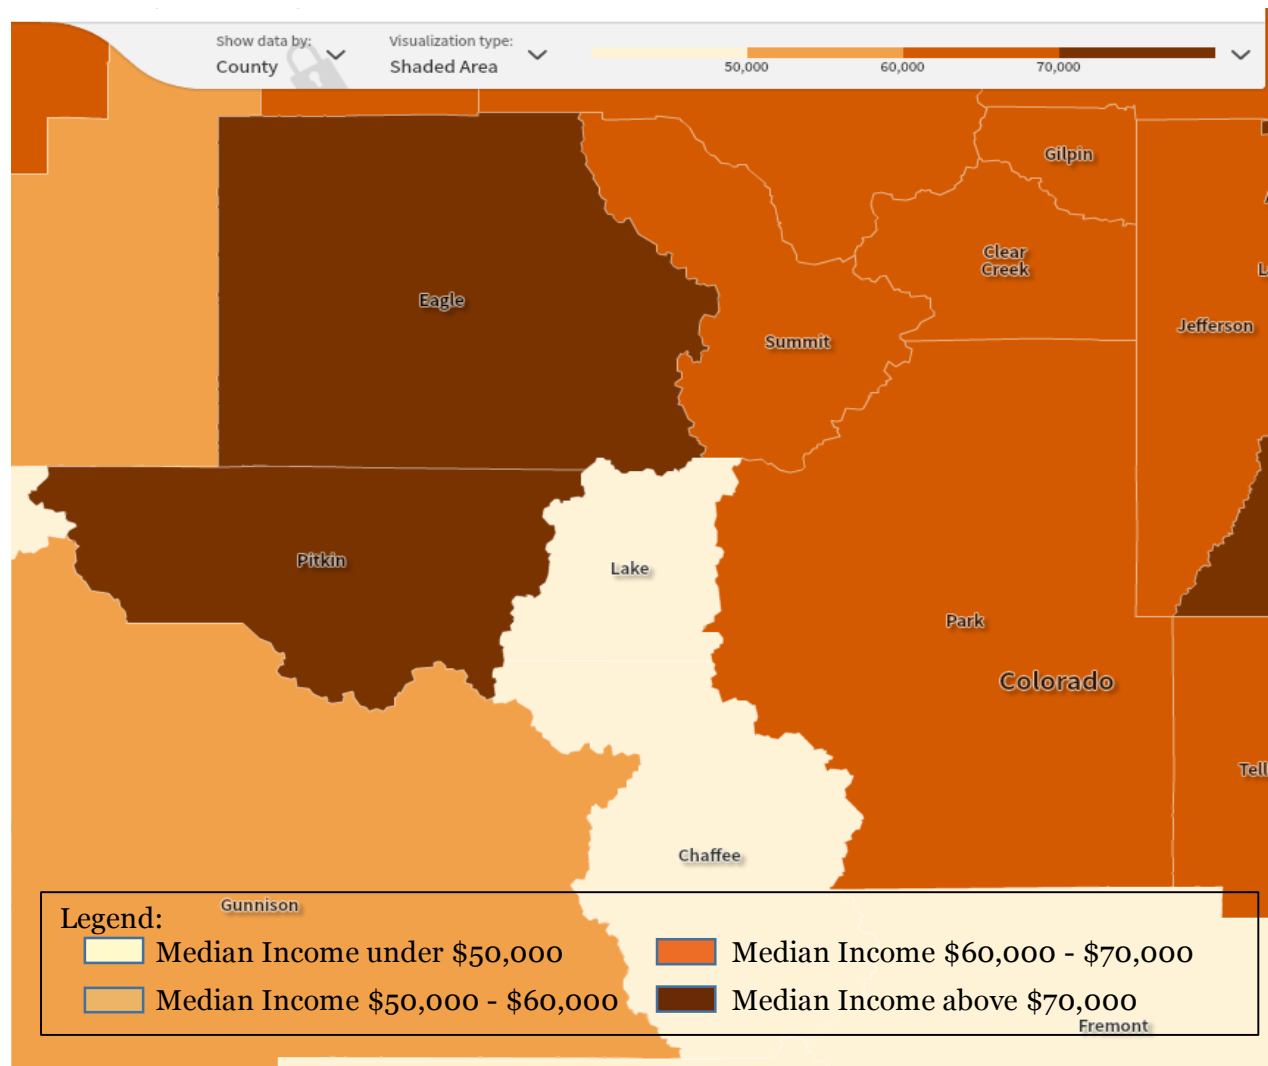 Show data by:
County
Visualization type:
Shaded Area
50,000
60,000
70,000
Gilpin
Clear
Creek
Eagle
Jefferson
Summit
Pitkin
Lake
Park
Colorado
Tell
Chaffee
Gunnison
Legend:
Median Income under $50,000
Median Income $60,000 - $70,000
Median Income $50,000 - $60,000
Median Income above $70,000
Fremont